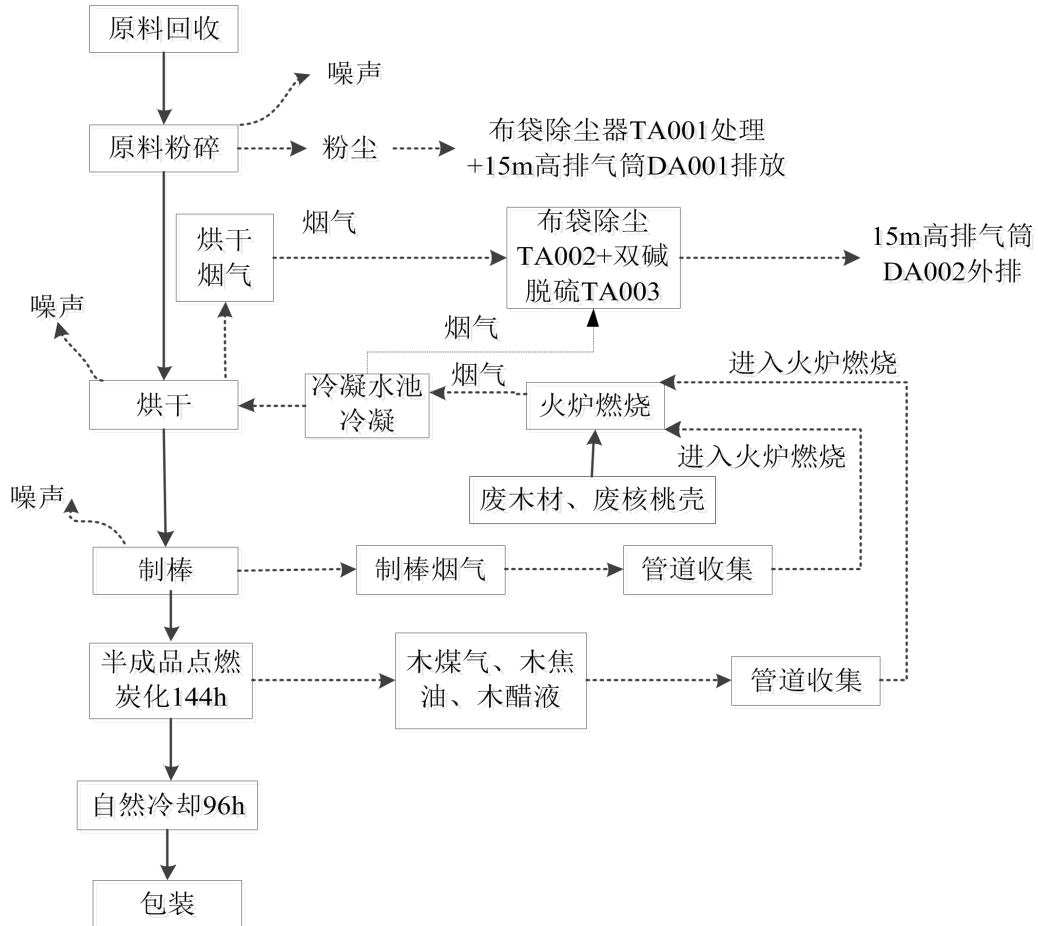 原料回收
噪声
原料粉碎
粉尘
布袋除尘器TA001处理
+15m高排气筒DA001排放
烘干
烟气
烟气
布袋除尘
TA002+双碱
脱硫TA003
15m高排气筒
DA002外排
噪声
烟气
烘干
冷凝水池
冷凝
烟气
火炉燃烧
进入火炉燃烧
进入火炉燃烧
废木材、废核桃壳
噪声
制棒
制棒烟气
管道收集
半成品点燃
炭化144h
木煤气、木焦
油、木醋液
管道收集
自然冷却96h
包装